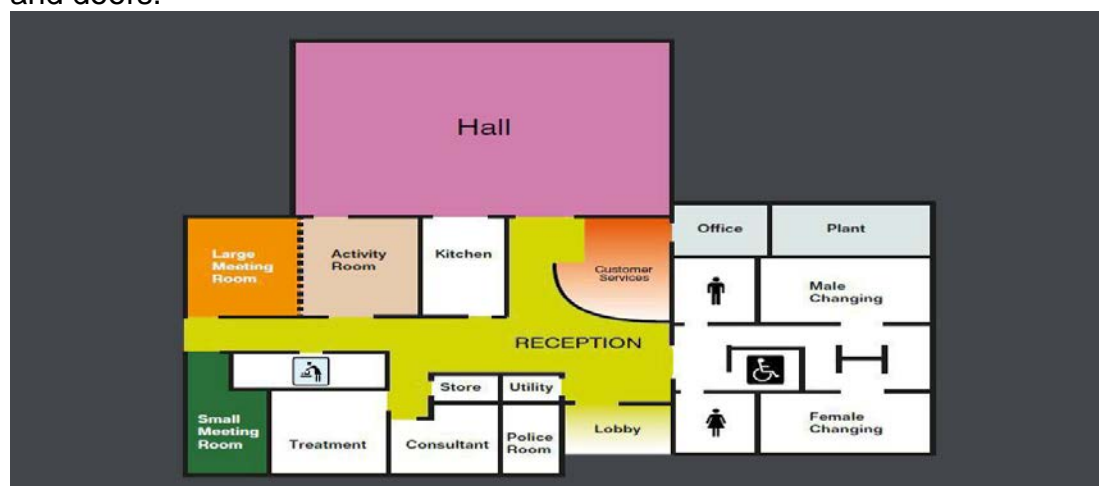 and doors.
Hall
Large
Meeting
Room
Activity
Room
Kitchen
Customer
Services
Office
Plant
Male
Changing
RECEPTION
Store
Utility
Small
Meeting
Room
Treatment
Consultant
Police
Room
Lobby
Female
Changing